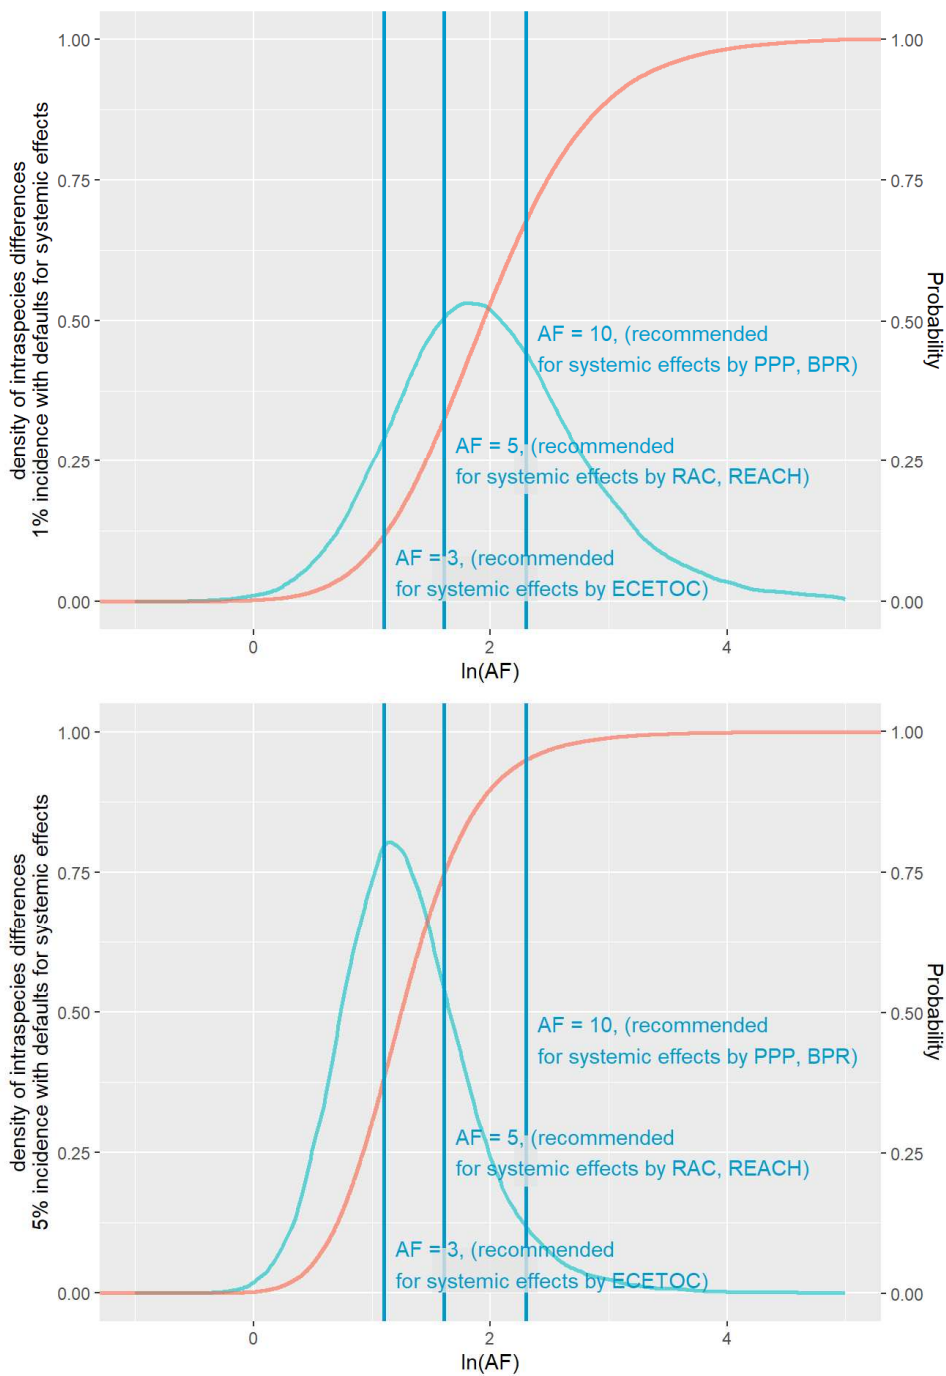 density of intraspecies differences
1% incidence with defaults for systemic effects
1.00
0.75
0.50
0.25
0.00
1.00
0.75
0.50
0.25
0.00
Probability
AF = 10, (recommended
for systemic effects by PPP, BPR)
AF = 5, (recommended
for systemic effects by RAC, REACH)
AF = 3, (recommended
for systemic effects by ECETOC)
0
2
4
ln(AF)
density of intraspecies differences
5% incidence with defaults for systemic effects
1.00
0.75
0.50
0.25
0.00
1.00
0.75
0.50
0.25
0.00
Probability
AF = 10, (recommended
for systemic effects by PPP, BPR)
AF = 5, (recommended
for systemic effects by RAC, REACH)
AF = 3, (recommended
for systemic effects by ECETOC)
0
2
4
ln(AF)